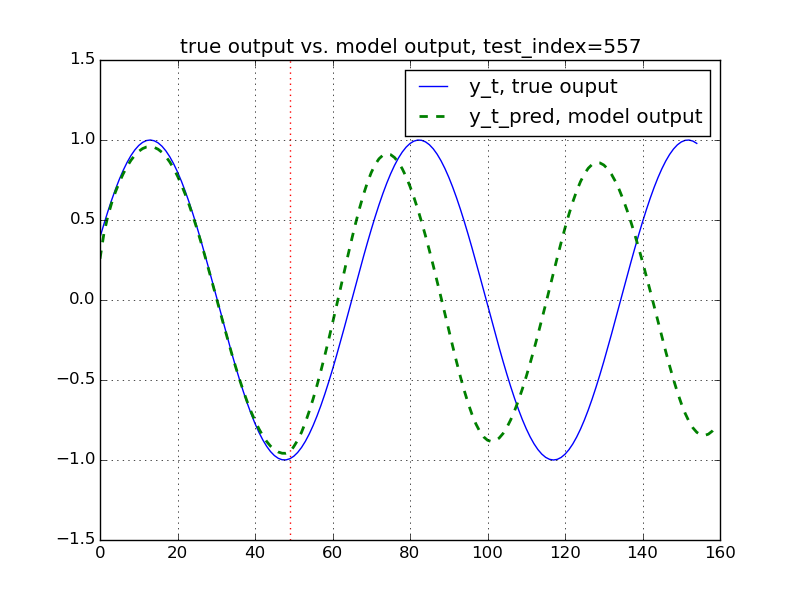 true output vs. model output, test_index=557
y_t, true ouput
y_t_pred, model output
1.5
1.0
0.5
0.0
−0.5
−1.0
−1.5
0 20 40 60 80 100 120 140 160